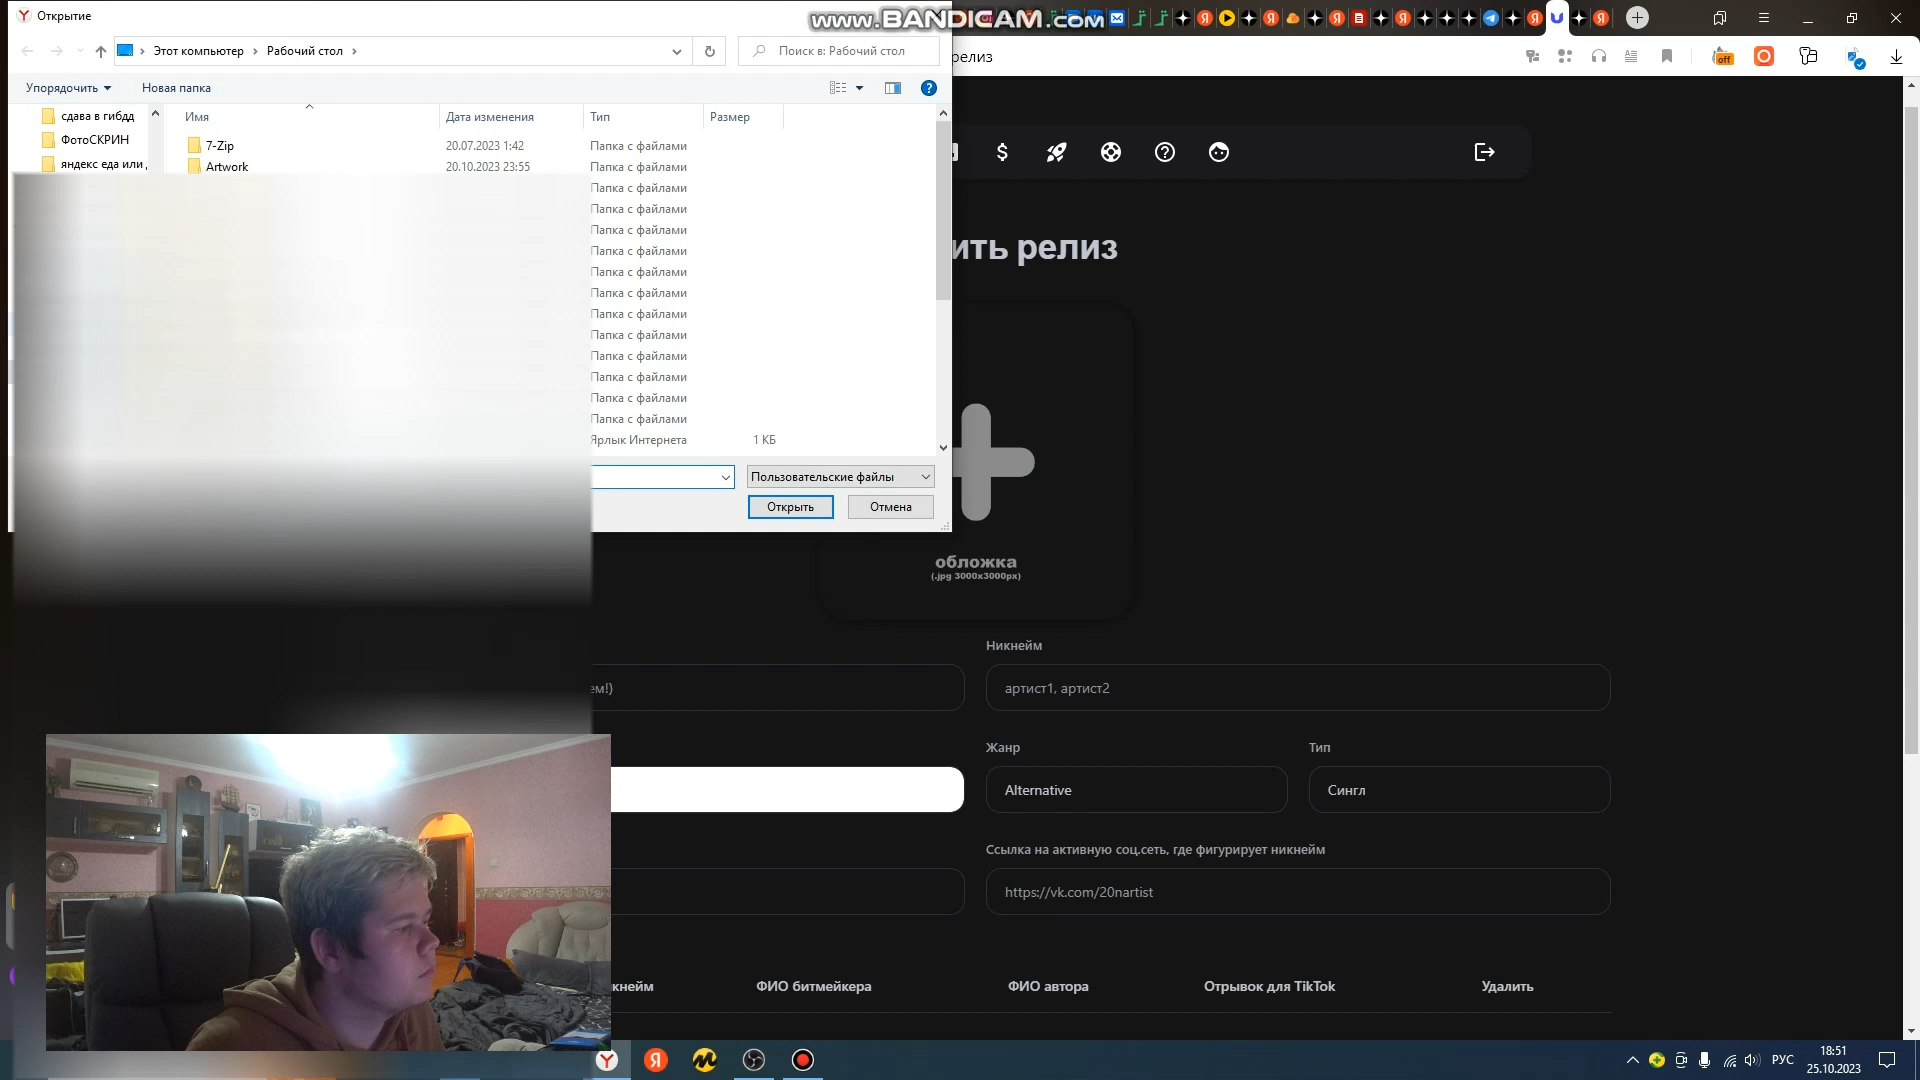 Открытие
www.BANDICAM.com
Этот компьютер
Рабочий стол
Поиск в: Рабочий стол
релиз
off
Упорядочить
Новая папка
сдава в гибдд
ФотоСКРИН
яндекс еда или
Имя
Дата изменения
Тип
Размер
7-Zip
20.07.2023 1:42
Папка с файлами
Artwork
20.10.2023 23:55
Папка с файлами
Папка с файлами
Папка с файлами
Папка с файлами
Папка с файлами
Папка с файлами
Папка с файлами
Папка с файлами
Папка с файлами
Папка с файлами
Папка с файлами
Папка с файлами
Папка с файлами
Ярлык Интернета
1 КБ
Пользовательские файлы
Открыть
Отмена
ить релиз
обложка
(.jpg 3000x3000px)
ем!)
Никнейм
артист1, артист2
Жанр
Тип
Alternative
Сингл
Ссылка на активную соц.сеть, где фигурирует никнейм
https://vk.com/20nartist
кнейм
ФИО битмейкера
ФИО автора
Отрывок для TikTok
Удалить
РУС
18:51
25.10.2023